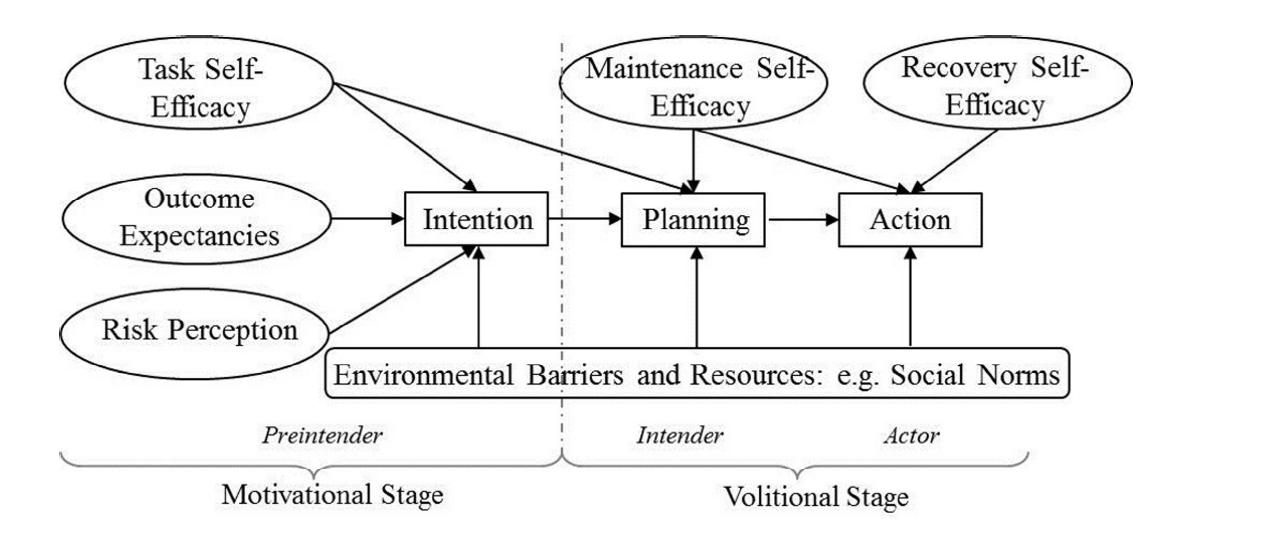 Task Self-
Efficacy
Maintenance Self-
Efficacy
Recovery Self-
Efficacy
Outcome
Expectancies
Intention
Planning
Action
Risk Perception
Environmental Barriers and Resources: e.g. Social Norms
Preintender
Intender
Actor
Motivational Stage
Volitional Stage